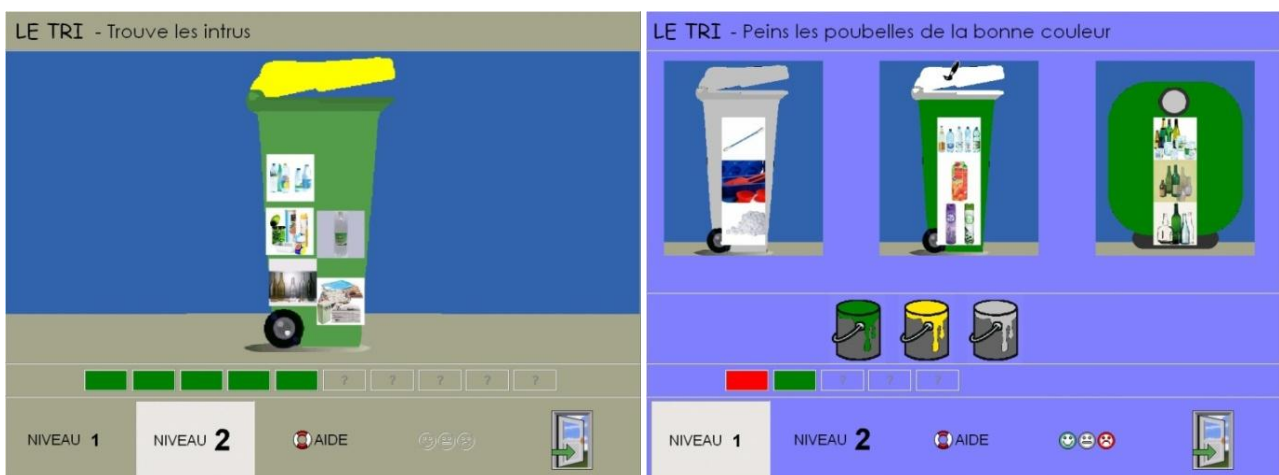 LE TRI - Trouve les intrus
? ? ? ? ?
NIVEAU 1
NIVEAU 2
AIDE
LE TRI - Peins les poubelles de la bonne couleur
? ? ?
NIVEAU 1
NIVEAU 2
AIDE